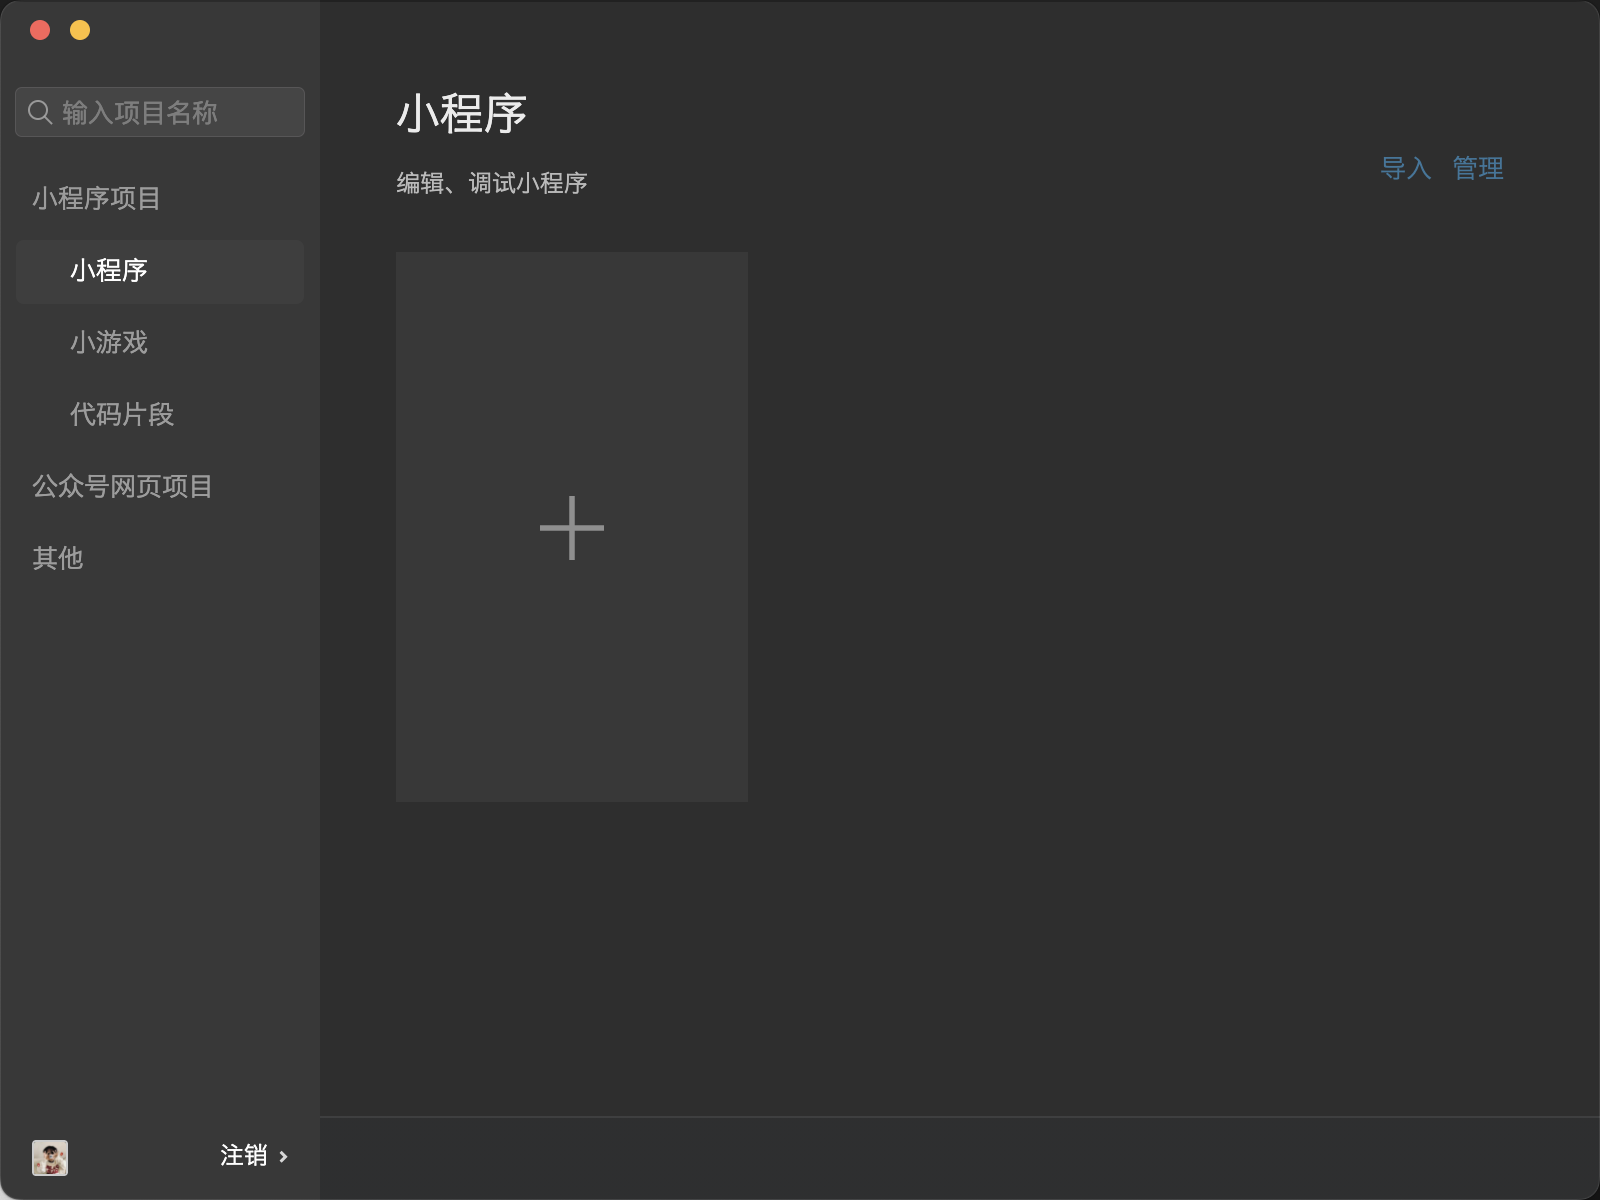 输入项目名称
小程序项目
小程序
小游戏
代码片段
公众号网页项目
其他
注销
小程序
编辑、调试小程序
导入 管理